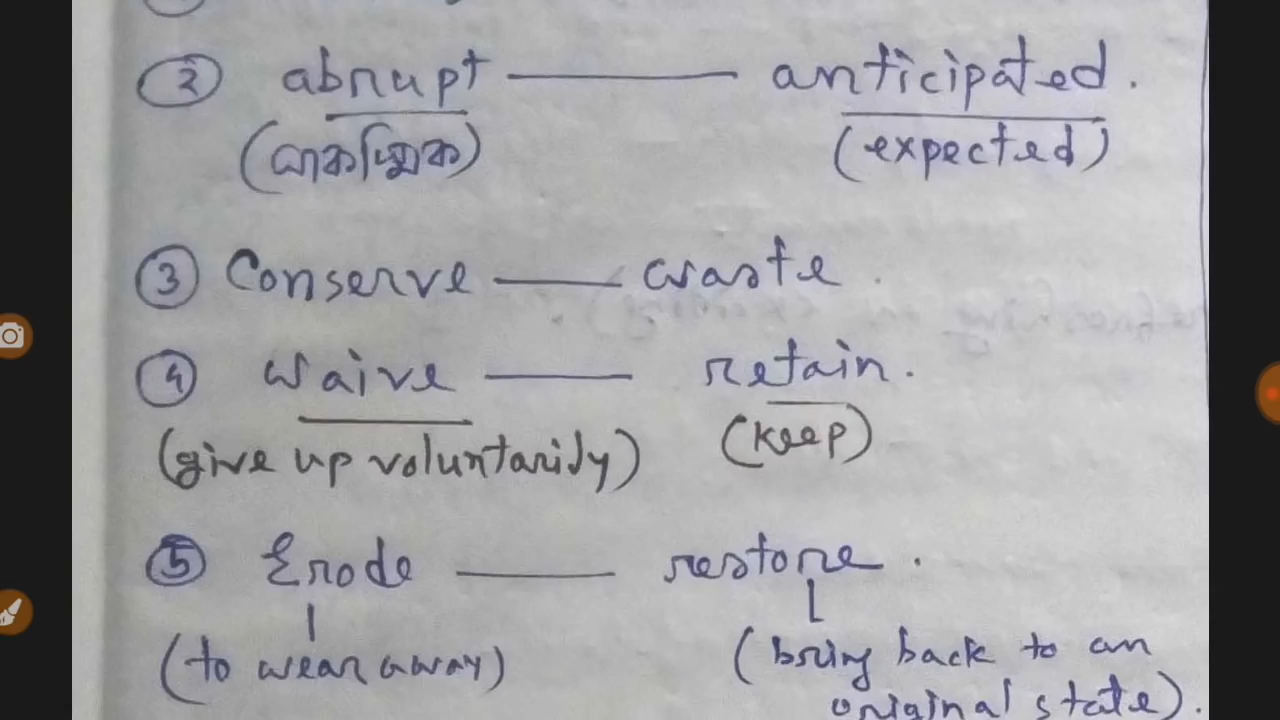 ② abrupt — anticipated.
(আকস্মিক) (expected)
③ Conserve — waste.
④ waive — retain.
(give up voluntarily) (keep)
⑤ Erode — restore.
(to wear away) (bring back to an
original state).